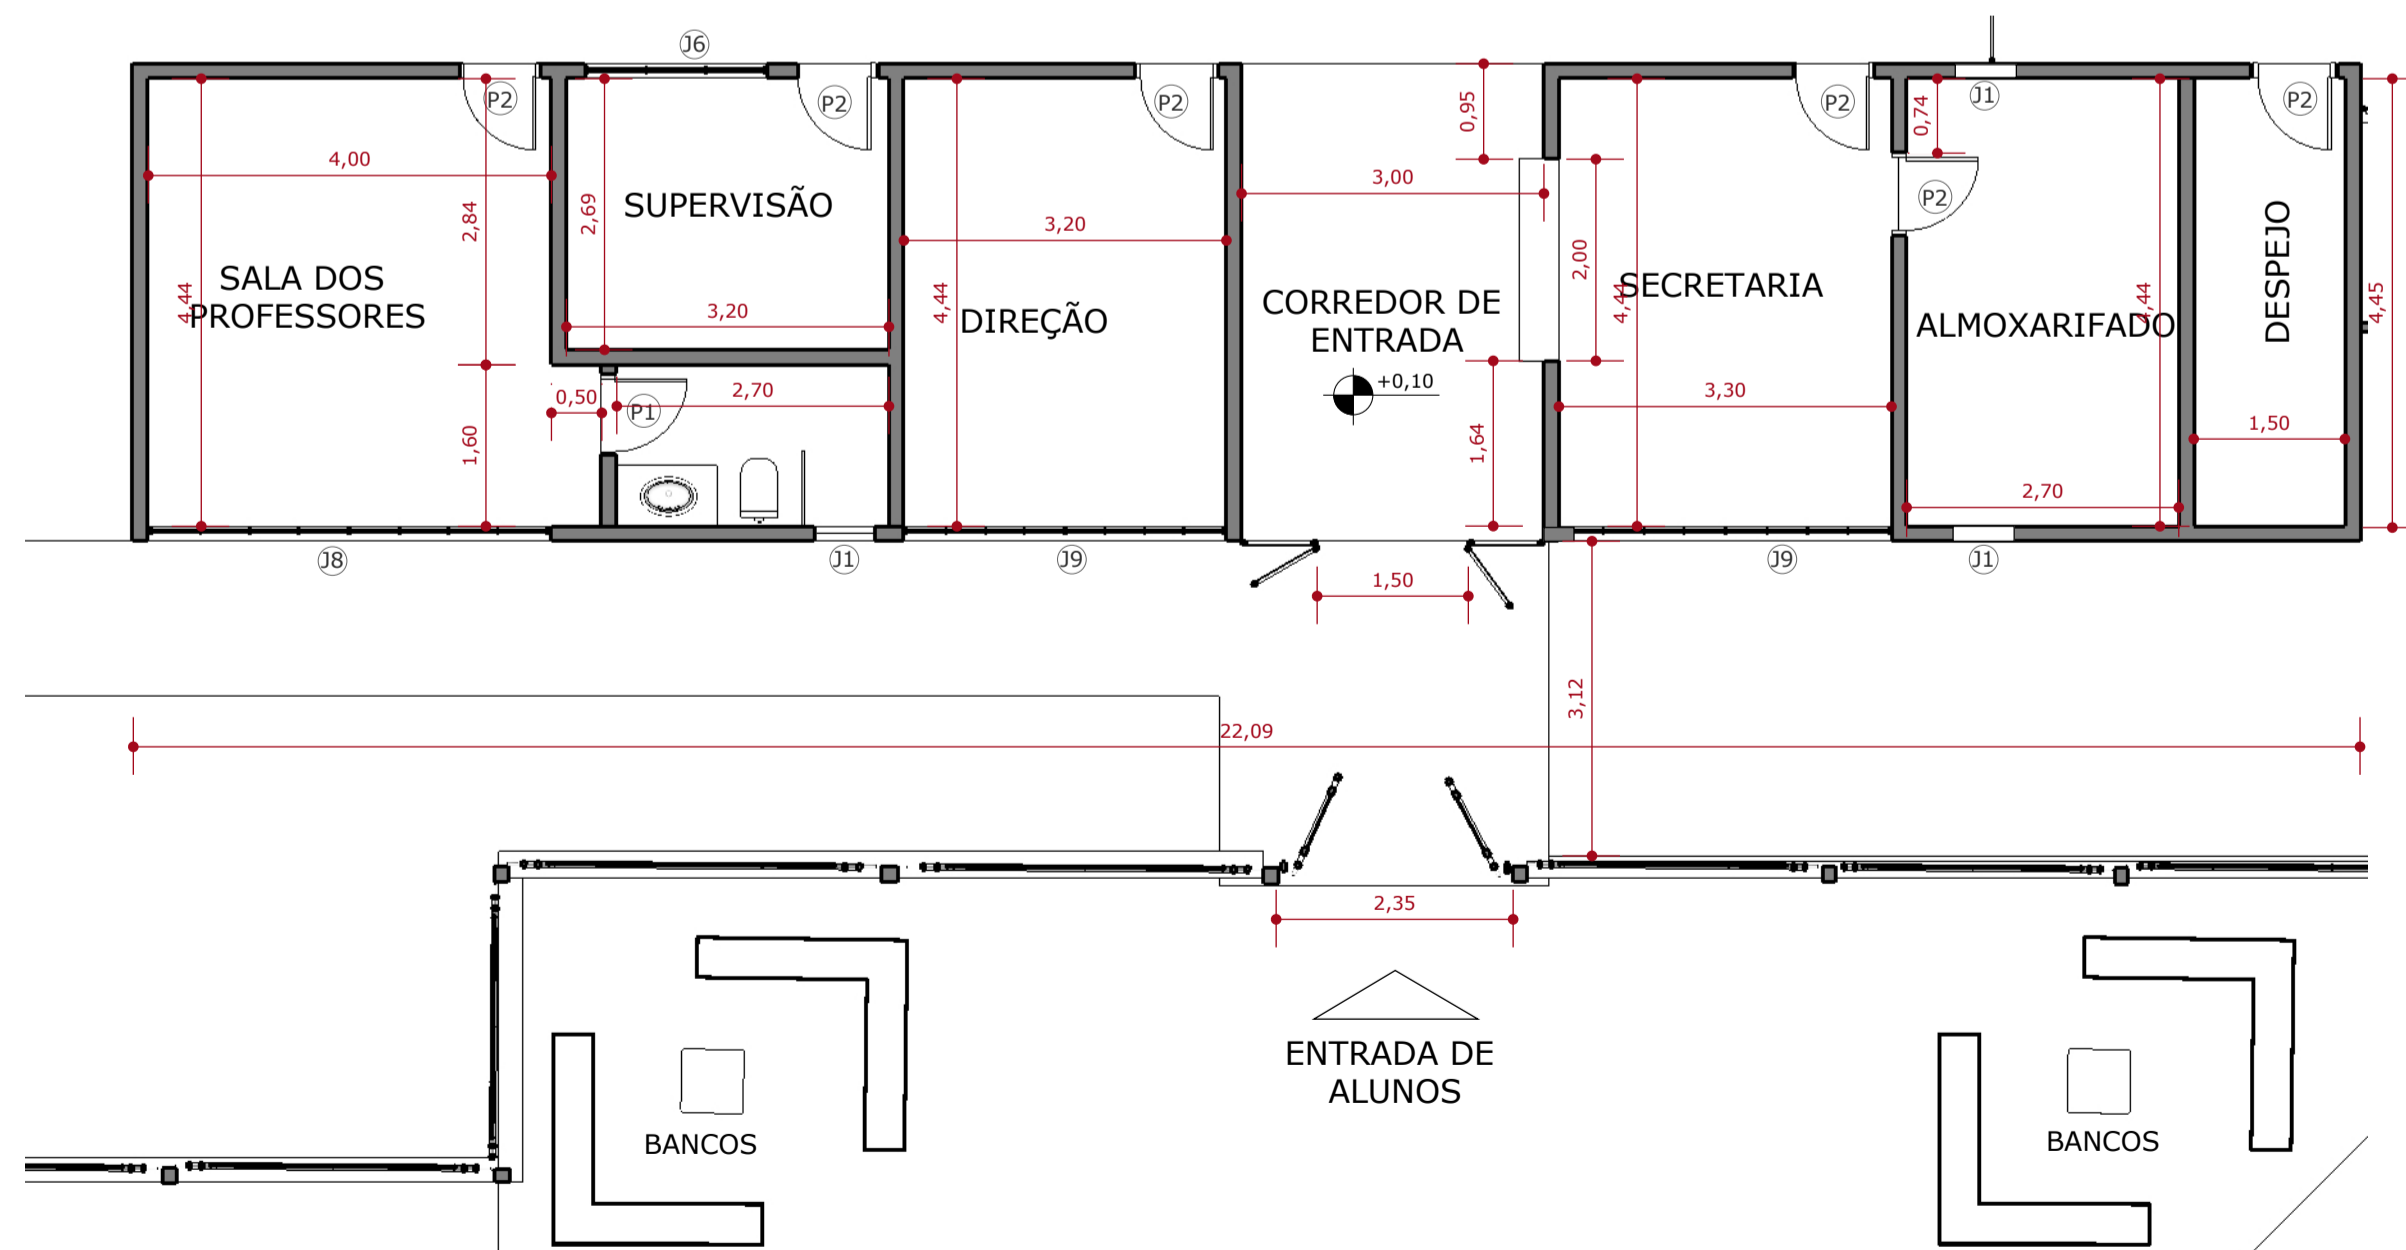 J6
P2
P2
P2
P2
J1
P2
0,95
0,74
4,00
3,00
2,84
2,69
SUPERVISÃO
3,20
P2
DESPEJO
SALA DOS
PROFESSORES
4,44
4,44
DIREÇÃO
CORREDOR DE
ENTRADA
2,00
SECRETARIA
4,44
ALMOXARIFADO
4,44
4,45
3,20
+0,10
0,50
P1
2,70
3,30
1,60
1,64
1,50
2,70
J8
J1
J9
J9
J1
1,50
3,12
22,09
2,35
ENTRADA DE
ALUNOS
BANCOS
BANCOS